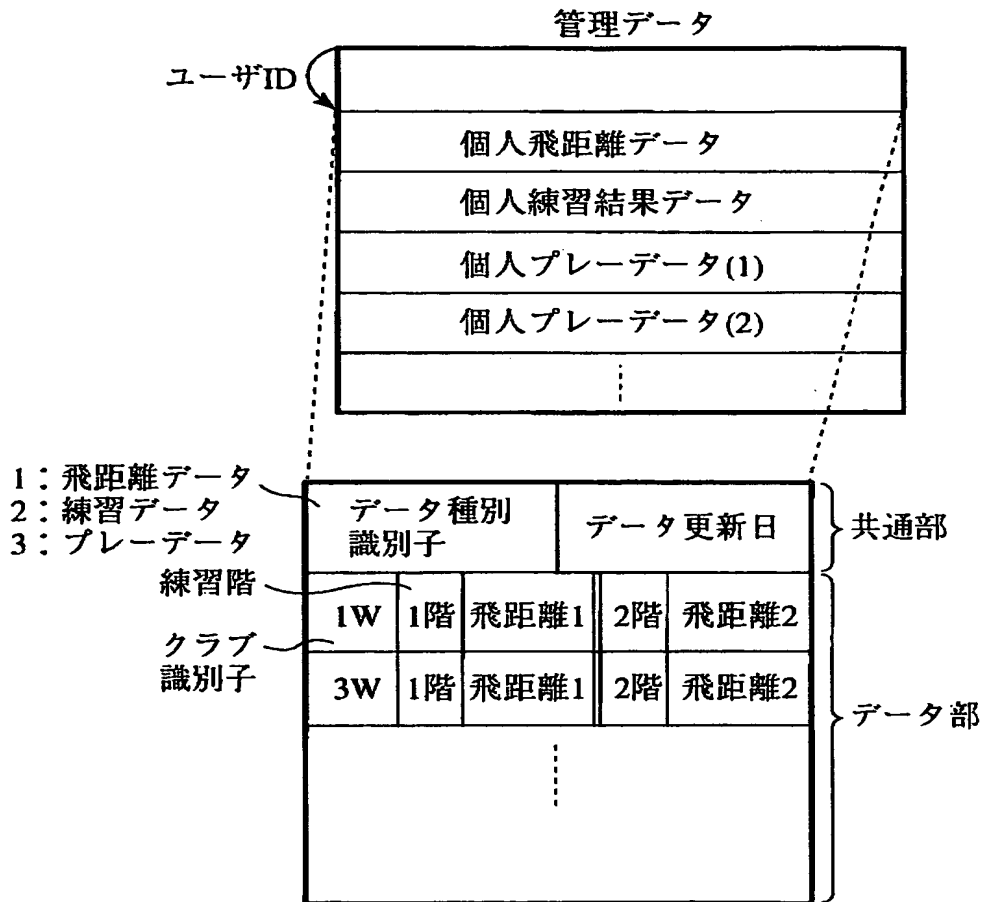 管理データ
ユーザID
個人飛距離データ
個人練習結果データ
個人プレーデータ(1)
個人プレーデータ(2)
1：飛距離データ
2：練習データ
3：プレーデータ
データ種別
識別子
データ更新日
共通部
練習階
クラブ
識別子
1W 1階 飛距離1 2階 飛距離2
3W 1階 飛距離1 2階 飛距離2
データ部